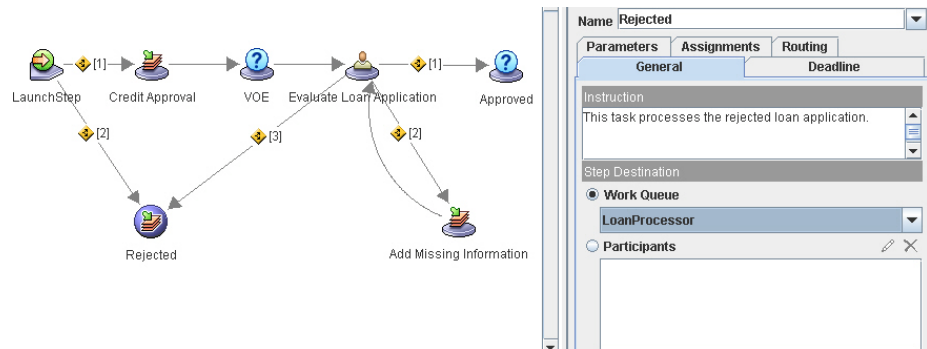 [1]
[1]
LaunchStep
Credit Approval
VOE
Evaluate Loan Application
Approved
[2]
[3]
[2]
Rejected
Add Missing Information
Name Rejected
Parameters Assignments Routing
General Deadline
Instruction
This task processes the rejected loan application.
Step Destination
Work Queue
LoanProcessor
Participants